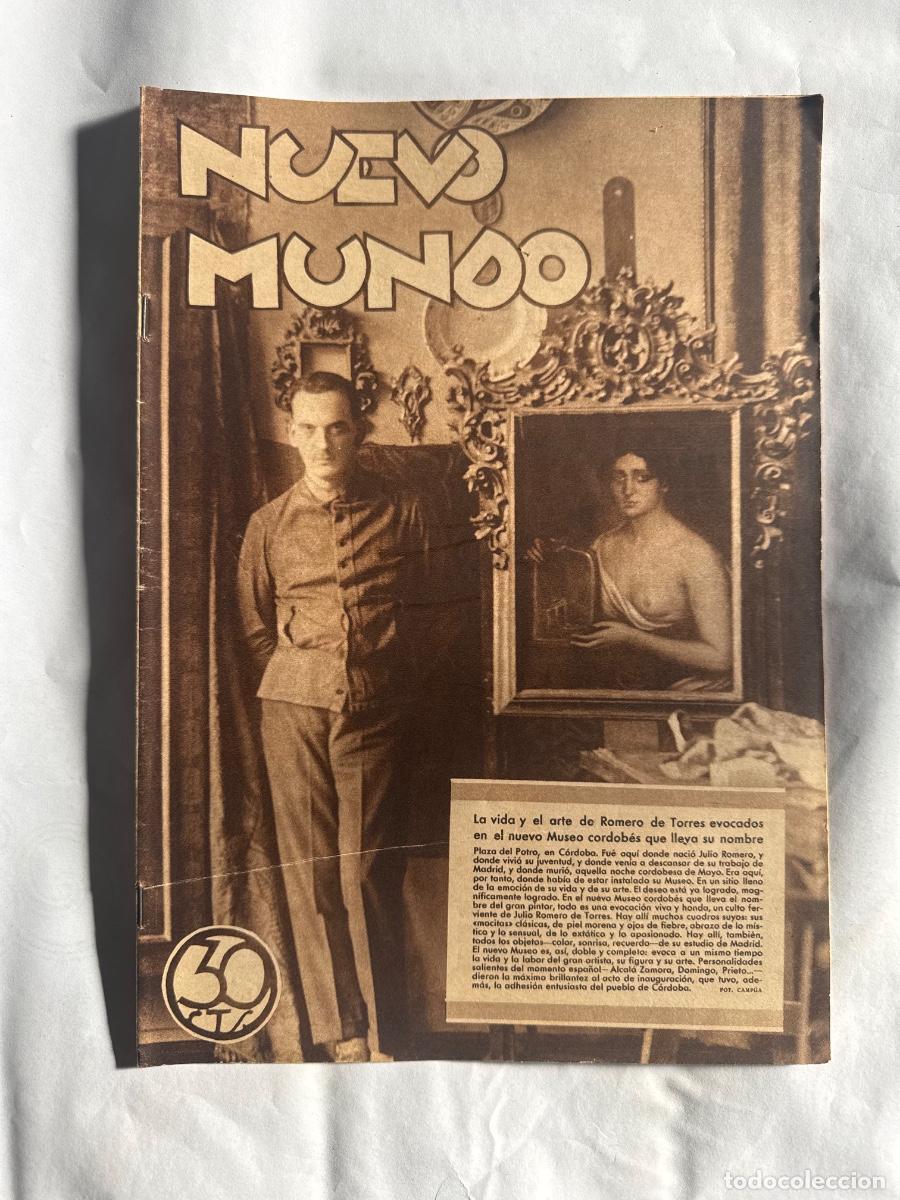 NUEVO
MUNDO
La vida y el arte de Romero de Torres evocados
en el nuevo Museo cordobés que lleva su nombre
Plaza del Potro, en Córdoba. Fué aquí donde nació Julio Romero, y
donde vivió su juventud, y donde venía a descansar de su trabajo de
Madrid, y donde murió, aquella noche cordobesa de Mayo. Era aquí,
por tanto, donde había de estar instalado su Museo. En un sitio lleno
de la emoción de su vida y de su arte. El deseo está ya logrado, mag-
níficamente logrado. En el nuevo Museo cordobés que lleva el nom-
bre del gran pintor, todo es una evocación viva y honda, un culto fer-
viente de Julio Romero de Torres. Hay allí muchos cuadros suyos: sus
«mocitas» clásicas, de piel morena y ojos de fiebre, abrazo de lo mís-
tico y lo sensual, de lo extático y lo apasionado. Hay allí, también,
todos los objetos—calor, sonrisa, recuerdo—de su estudio de Madrid.
El nuevo Museo es, así, doble y completo: evoca a un mismo tiempo
la vida y la labor del gran artista, su figura y su arte. Personalidades
salientes del momento español—Alcalá Zamora, Domingo, Prieto...—
dieron la máxima brillantez al acto de inauguración, que tuvo, ade-
más, la adhesión entusiasta del pueblo de Córdoba. FOT. CAMPÚA
30
CTS
todocoleccion